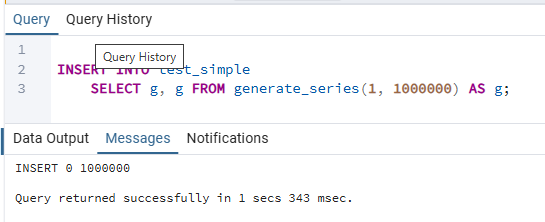 Query Query History
1
Query History
2 INSERT INTO test_simple
3 SELECT g, g FROM generate_series(1, 1000000) AS g;
Data Output Messages Notifications
INSERT 0 1000000
Query returned successfully in 1 secs 343 msec.